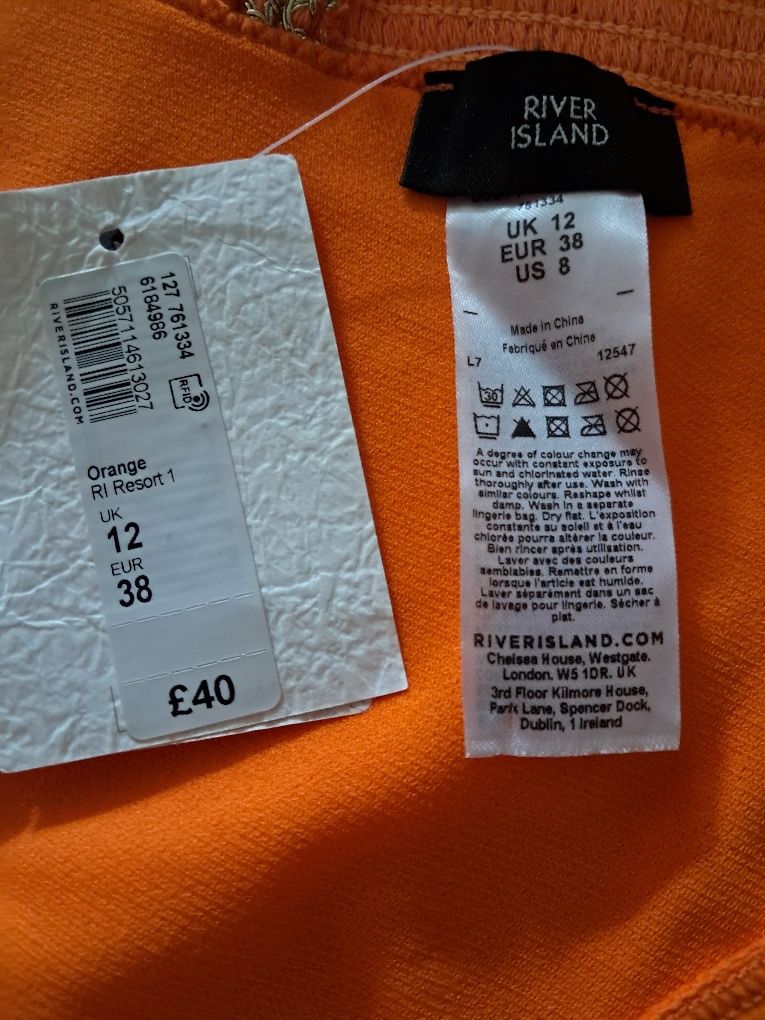 127 761334
6184986
5057114613027
RIVERISLAND.COM
RFID
Orange
RI Resort 1
UK
12
EUR
38
£40
RIVER
ISLAND
761334
UK 12
EUR 38
US 8
Made in China
Fabriqué en Chine
L7
12547
30
A degree of colour change may
occur with constant exposure to
sun and chlorinated water. Rinse
thoroughly after use. Wash with
similar colours. Reshape whilst
damp. Wash in a separate
lingerie bag. Dry flat. L'exposition
constante au soleil et à l'eau
chlorée pourra altérer la couleur.
Bien rincer après utilisation.
Laver avec des couleurs
semblables. Remettre en forme
lorsque l'article est humide.
Laver séparément dans un sac
de lavage pour lingerie. Sécher à
plat.
RIVERISLAND.COM
Chelsea House, Westgate.
London. W5 1DR. UK
3rd Floor Kilmore House,
Park Lane, Spencer Dock,
Dublin, 1 Ireland